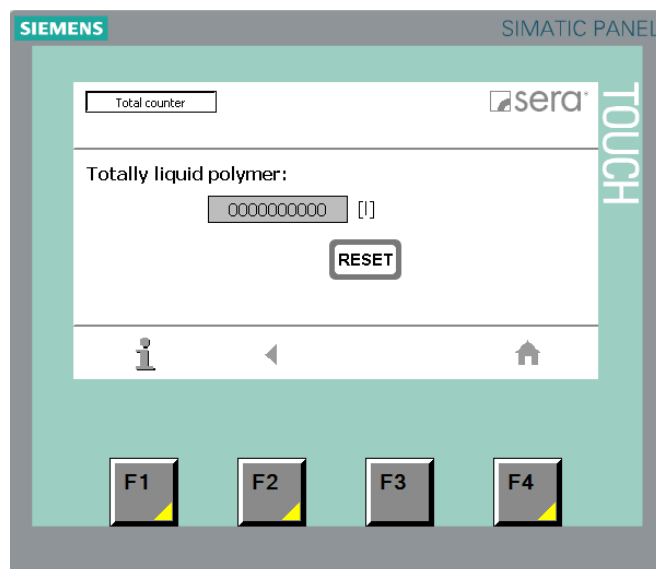 SIEMENS
SIMATIC PANEL
TOUCH
Total counter
sera
Totally liquid polymer:
0000000000 [l]
RESET
F1 F2 F3 F4